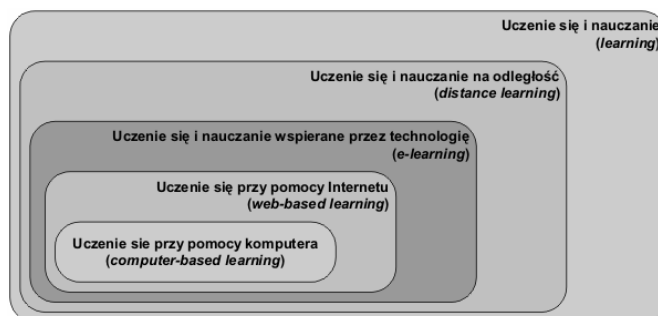 Uczenie się i nauczanie
(learning)
Uczenie się i nauczanie na odległość
(distance learning)
Uczenie się i nauczanie wspierane przez technologię
(e-learning)
Uczenie się przy pomocy Internetu
(web-based learning)
Uczenie sie przy pomocy komputera
(computer-based learning)